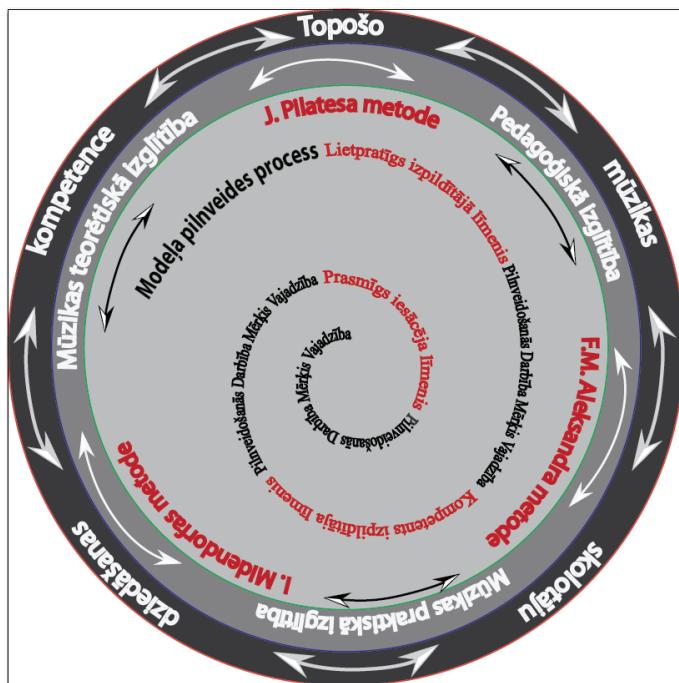 Topošo
mūzikas
skolotāju
dziedāšanas
kompetence
Pedagoģiskā izglītība
Mūzikas praktiskā izglītība
Mūzikas teorētiskā izglītība
J. Pilatesa metode
F.M. Aleksandra metode
I. Midendorfas metode
Vajadzība Mērķis Darbība Pilnveidošanās
Prasmīgs iesācēja līmenis
Vajadzība Mērķis Darbība Pilnveidošanās
Kompetents izpildītāja līmenis
Vajadzība Mērķis Darbība Pilnveidošanās
Lietpratīgs izpildītājā līmenis
Modeļa pilnveides process